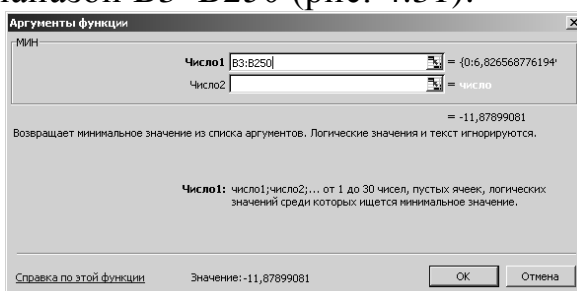 диапазон B3–B250 (рис. 4.31).
Аргументы функции
МИН
Число1 B3:B250 = {0:6,826568776194
Число2 = число
= -11,87899081
Возвращает минимальное значение из списка аргументов. Логические значения и текст игнорируются.
Число1: число1;число2;... от 1 до 30 чисел, пустых ячеек, логических
значений среди которых ищется минимальное значение.
Справка по этой функции Значение:-11,87899081 ОК Отмена